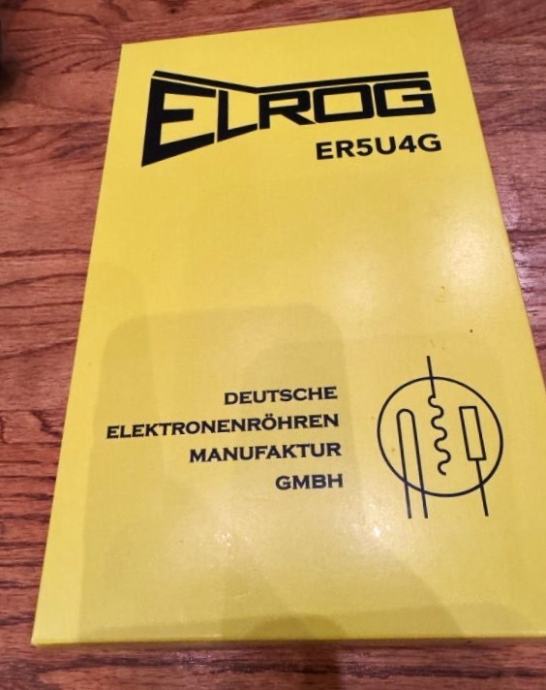 ELROG
ER5U4G
DEUTSCHE
ELEKTRONENRÖHREN
MANUFAKTUR
GMBH